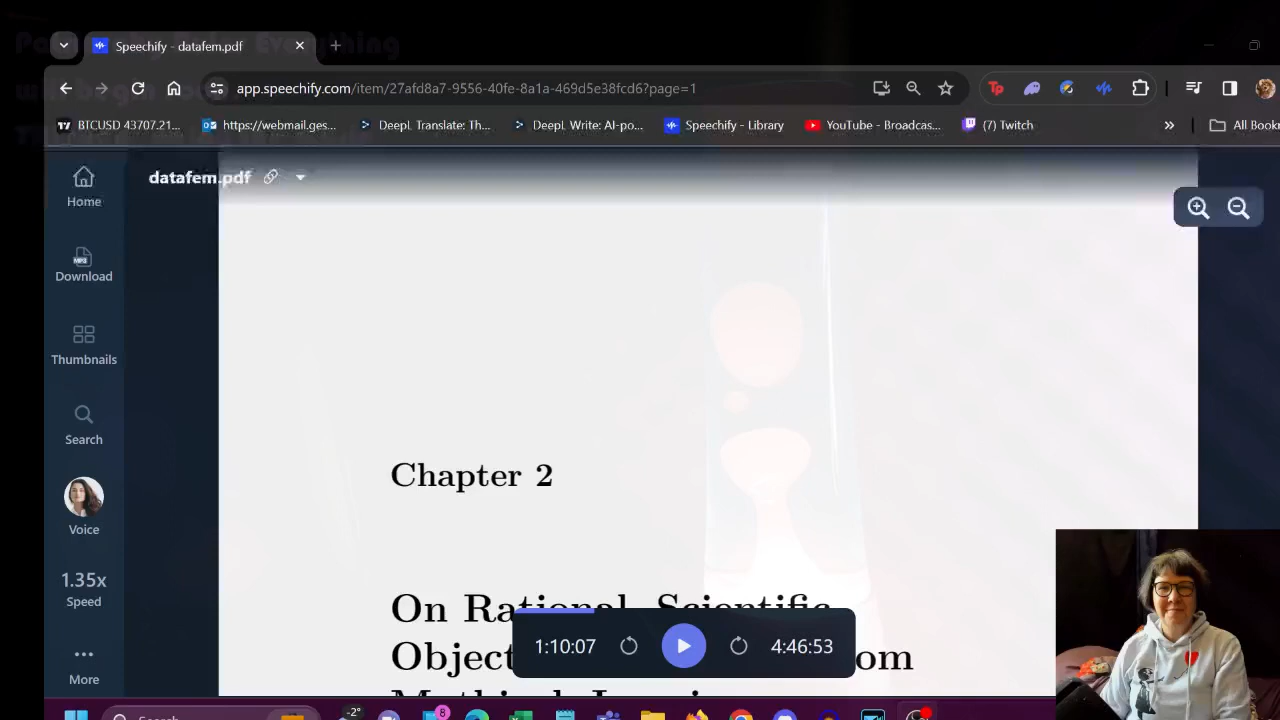 Speechify - datafem.pdf
app.speechify.com/item/27afd8a7-9556-40fe-8a1a-469d5e38fcd6?page=1
BTCUSD 43707.21... https://webmail.ges... DeepL Translate: Th... DeepL Write: AI-po... Speechify - Library YouTube - Broadcas... (7) Twitch » All Bookm
datafem.pdf
Home
Download
Thumbnails
Search
Voice
1.35x
Speed
More
Chapter 2
On Rational, Scientific,
Object om
1:10:07 4:46:53
-2°
8
Search